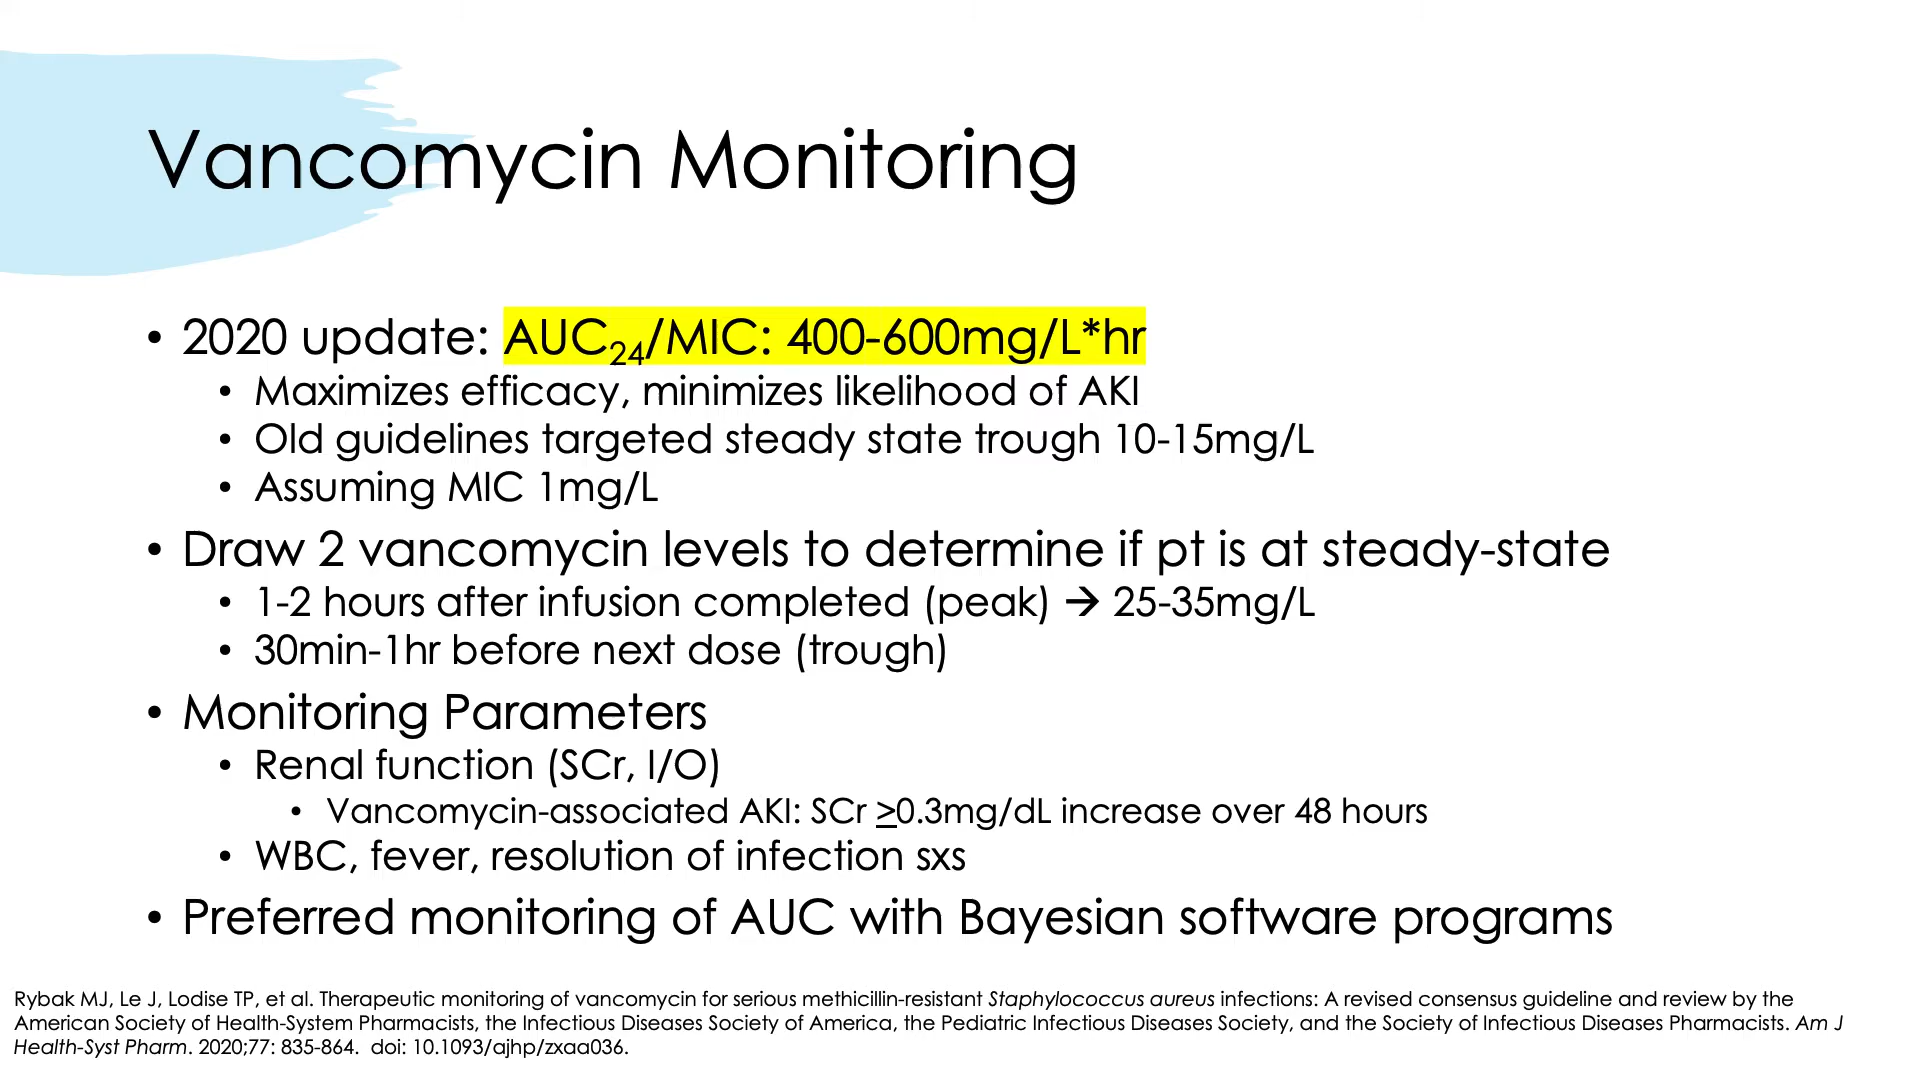 Vancomycin Monitoring
• 2020 update: AUC24/MIC: 400-600mg/L*hr
• Maximizes efficacy, minimizes likelihood of AKI
• Old guidelines targeted steady state trough 10-15mg/L
• Assuming MIC 1mg/L
• Draw 2 vancomycin levels to determine if pt is at steady-state
• 1-2 hours after infusion completed (peak) → 25-35mg/L
• 30min-1hr before next dose (trough)
• Monitoring Parameters
• Renal function (SCr, I/O)
• Vancomycin-associated AKI: SCr ≥0.3mg/dL increase over 48 hours
• WBC, fever, resolution of infection sxs
• Preferred monitoring of AUC with Bayesian software programs
Rybak MJ, Le J, Lodise TP, et al. Therapeutic monitoring of vancomycin for serious methicillin-resistant Staphylococcus aureus infections: A revised consensus guideline and review by the
American Society of Health-System Pharmacists, the Infectious Diseases Society of America, the Pediatric Infectious Diseases Society, and the Society of Infectious Diseases Pharmacists. Am J
Health-Syst Pharm. 2020;77: 835-864. doi: 10.1093/ajhp/zxaa036.